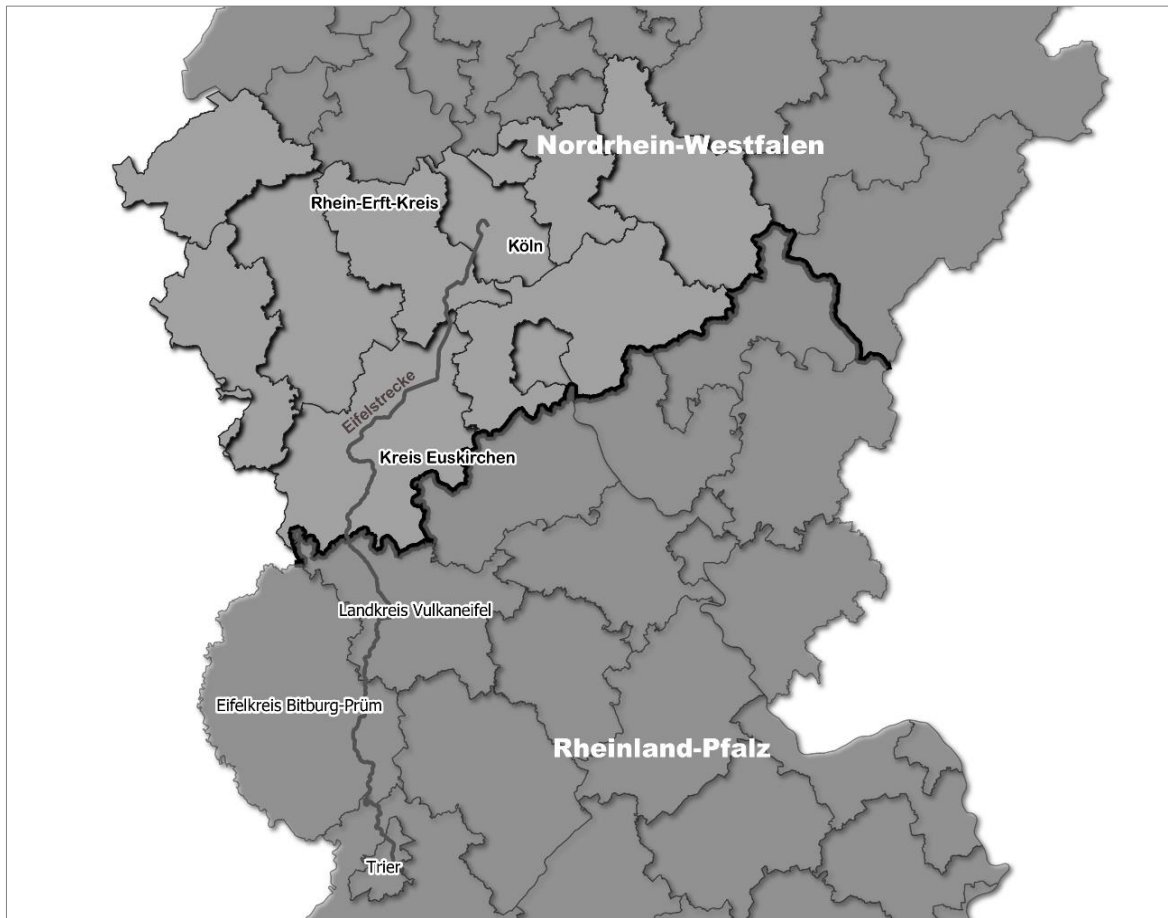 Nordrhein-Westfalen
Rhein-Erft-Kreis
Köln
Eifelstrecke
Kreis Euskirchen
Landkreis Vulkaneifel
Eifelkreis Bitburg-Prüm
Rheinland-Pfalz
Trier